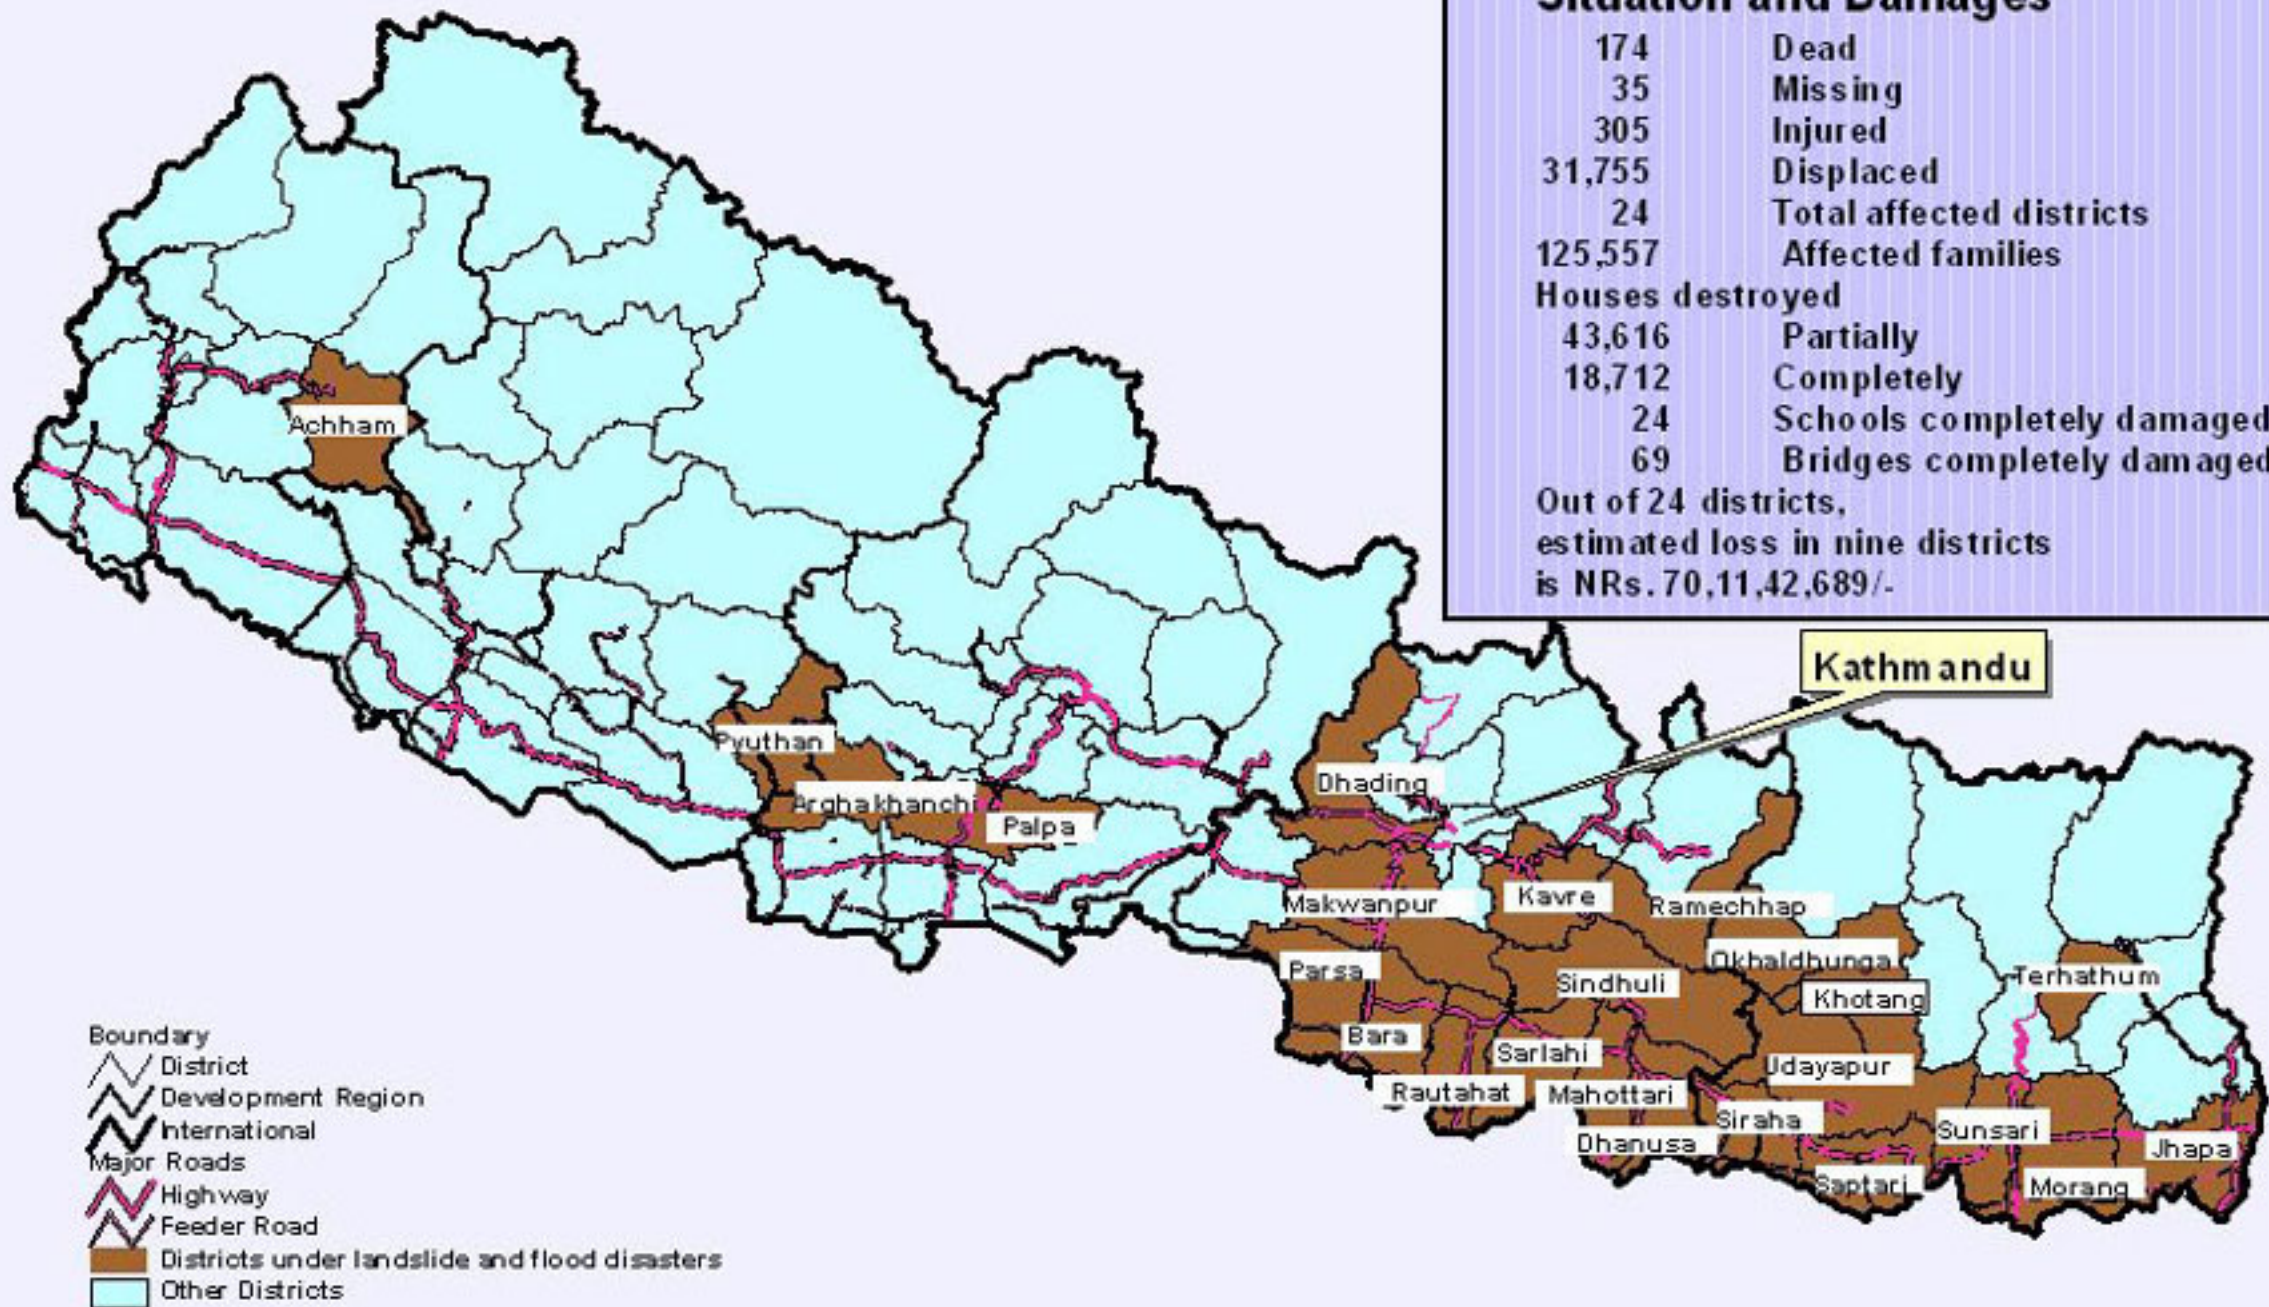 Situation and Damages
174 Dead
35 Missing
305 Injured
31,755 Displaced
24 Total affected districts
125,557 Affected families
Houses destroyed
43,616 Partially
18,712 Completely
24 Schools completely damaged
69 Bridges completely damaged
Out of 24 districts,
estimated loss in nine districts
is NRs. 70,11,42,689/-
Kathmandu
Achham
Pyuthan
Arghakhanchi
Palpa
Dhading
Makwanpur
Kavre
Ramechhap
Okhaldhunga
Khotang
Terhathum
Parsa
Sindhuli
Bara
Sarlahi
Udayapur
Rautahat
Mahottari
Siraha
Sunsari
Dhanusa
Jhapa
Saptari
Morang
Boundary
District
Development Region
International
Major Roads
Highway
Feeder Road
Districts under landslide and flood disasters
Other Districts